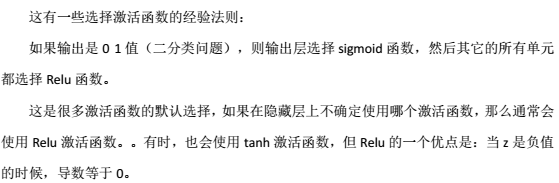 这有一些选择激活函数的经验法则：
如果输出是 0 1 值（二分类问题），则输出层选择 sigmoid 函数，然后其它的所有单元
都选择 Relu 函数。
这是很多激活函数的默认选择，如果在隐藏层上不确定使用哪个激活函数，那么通常会
使用 Relu 激活函数。。有时，也会使用 tanh 激活函数，但 Relu 的一个优点是：当 z 是负值
的时候，导数等于 0。